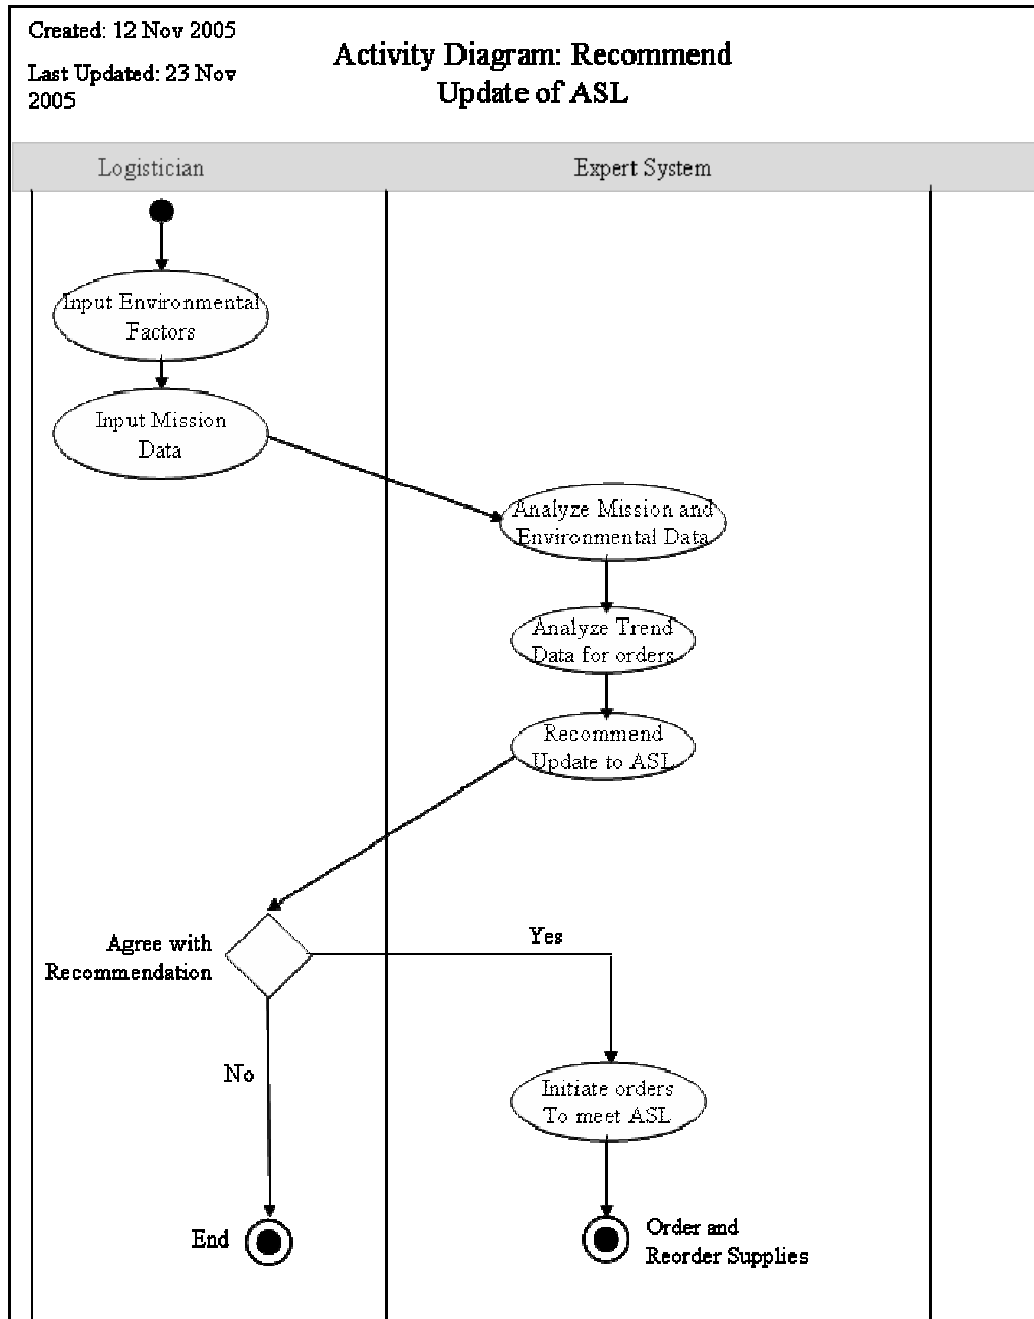 Created: 12 Nov 2005
Last Updated: 23 Nov
2005
Activity Diagram: Recommend
Update of ASL
Logistician
Expert System
Input Environmental
Factors
Input Mission
Data
Analyze Mission and
Environmental Data
Analyze Trend
Data for orders
Recommend
Update to ASL
Agree with
Recommendation
Yes
No
Initiate orders
To meet ASL
End
Order and
Reorder Supplies